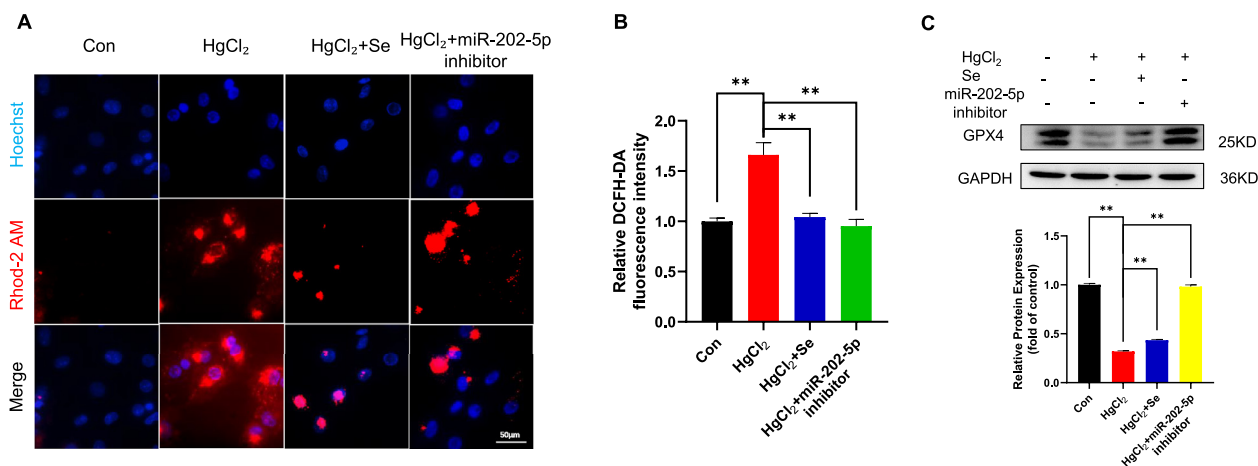 A
Con
HgCl₂
HgCl₂+Se
HgCl₂+miR-202-5p
inhibitor
Hoechst
Rhod-2 AM
Merge
50μm
B
Relative DCFH-DA
fluorescence intensity
2.0
1.5
1.0
0.5
0.0
**
**
**
Con
HgCl₂
HgCl₂+Se
HgCl₂+miR-202-5p
inhibitor
C
HgCl₂ - + + +
Se - - + -
miR-202-5p
inhibitor - - - +
GPX4 25KD
GAPDH 36KD
Relative Protein Expression
(fold of control)
1.5
1.0
0.5
0.0
**
**
**
Con
HgCl₂
HgCl₂+Se
HgCl₂+miR-202-5p
inhibitor